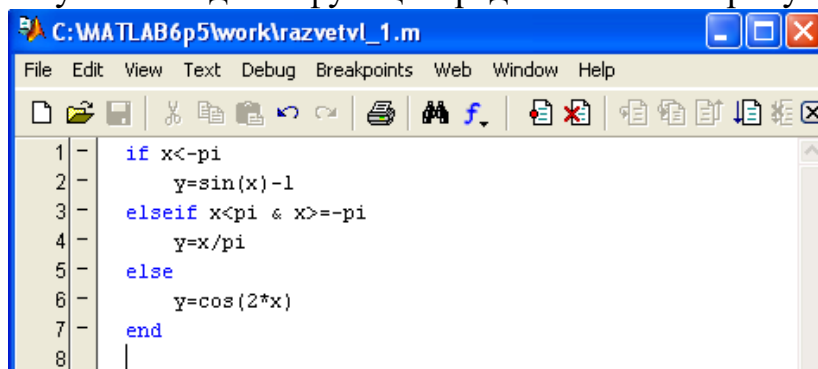 C:\MATLAB6p5\work\razvetvl_1.m
File Edit View Text Debug Breakpoints Web Window Help
1 - if x<-pi
2 - y=sin(x)-1
3 - elseif x<pi & x>=-pi
4 - y=x/pi
5 - else
6 - y=cos(2*x)
7 - end
8